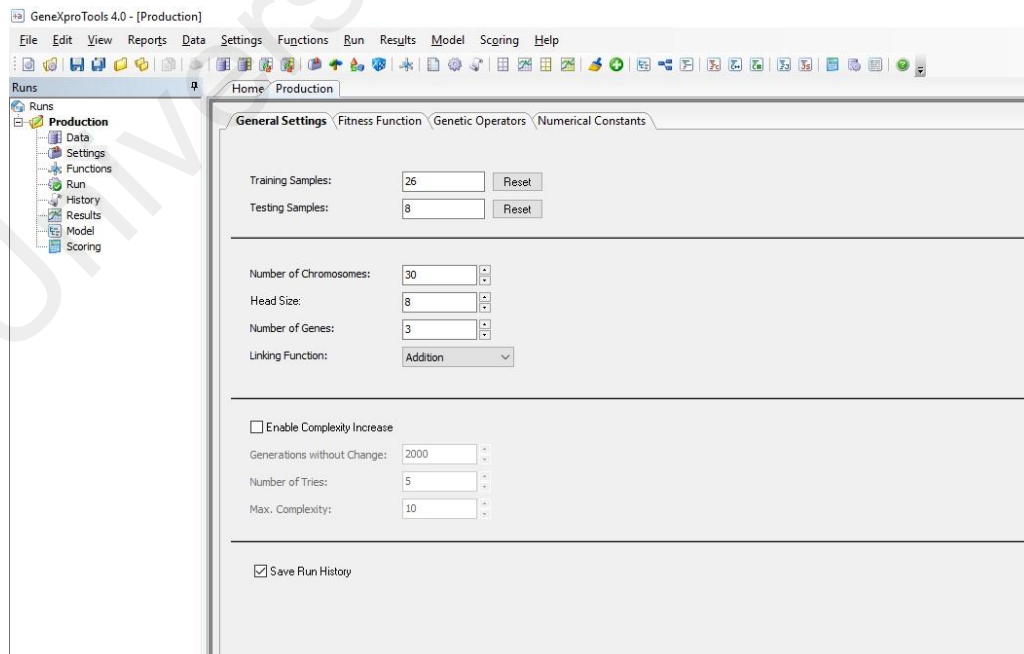 GeneXproTools 4.0 - [Production]
File Edit View Reports Data Settings Functions Run Results Model Scoring Help
Runs
Home Production
Runs
Production
Data
Settings
Functions
Run
History
Results
Model
Scoring
General Settings Fitness Function Genetic Operators Numerical Constants
Training Samples: 26 Reset
Testing Samples: 8 Reset
Number of Chromosomes: 30
Head Size: 8
Number of Genes: 3
Linking Function: Addition
Enable Complexity Increase
Generations without Change: 2000
Number of Tries: 5
Max. Complexity: 10
Save Run History